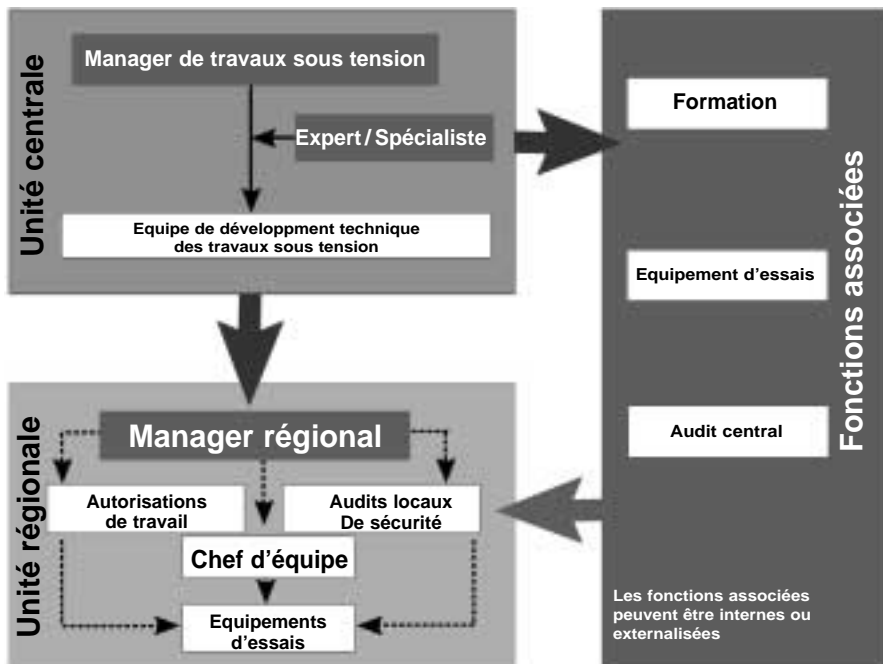 Unité centrale
Manager de travaux sous tension
Expert / Spécialiste
Equipe de développment technique
des travaux sous tension
Fonctions associées
Formation
Equipement d'essais
Audit central
Les fonctions associées
peuvent être internes ou
externalisées
Unité régionale
Manager régional
Autorisations
de travail
Audits locaux
De sécurité
Chef d'équipe
Equipements
d'essais